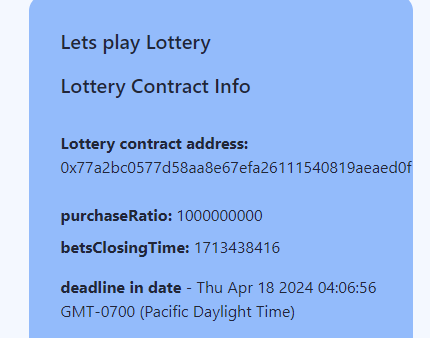 Lets play Lottery
Lottery Contract Info
Lottery contract address:
0x77a2bc0577d58aa8e67efa26111540819aeaed0f
purchaseRatio: 1000000000
betsClosingTime: 1713438416
deadline in date - Thu Apr 18 2024 04:06:56
GMT-0700 (Pacific Daylight Time)